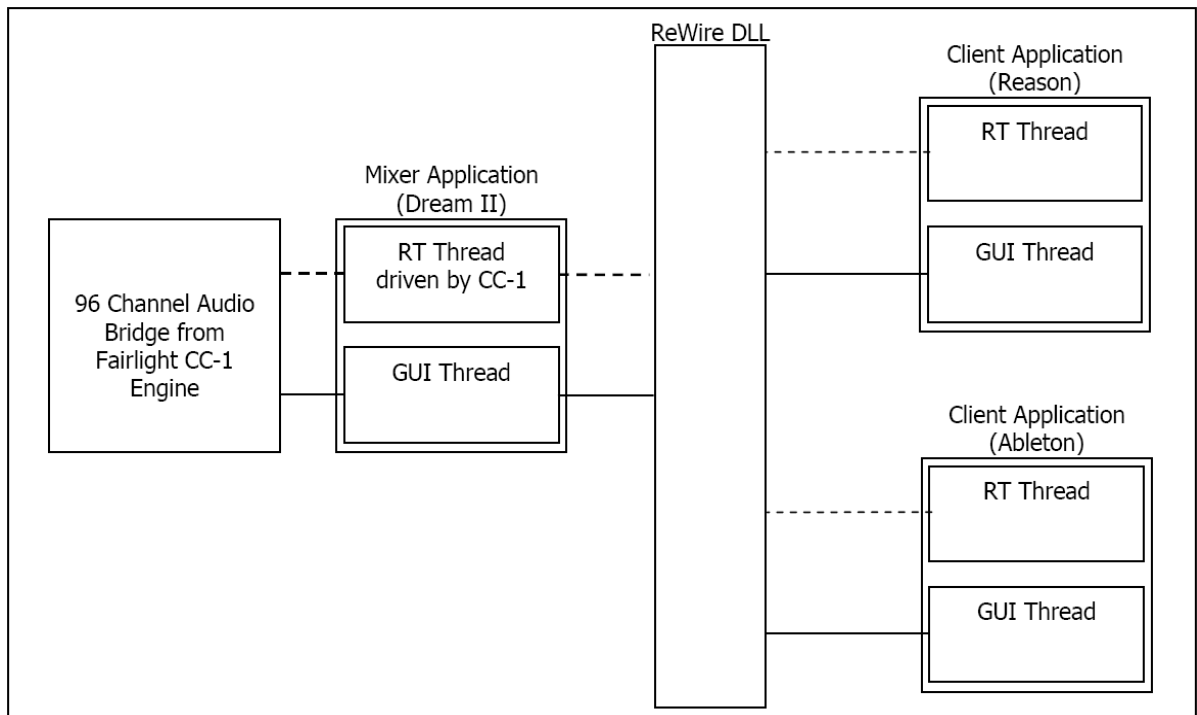 ReWire DLL
Client Application
(Reason)
RT Thread
GUI Thread
Mixer Application
(Dream II)
RT Thread
driven by CC-1
GUI Thread
96 Channel Audio
Bridge from
Fairlight CC-1
Engine
Client Application
(Ableton)
RT Thread
GUI Thread